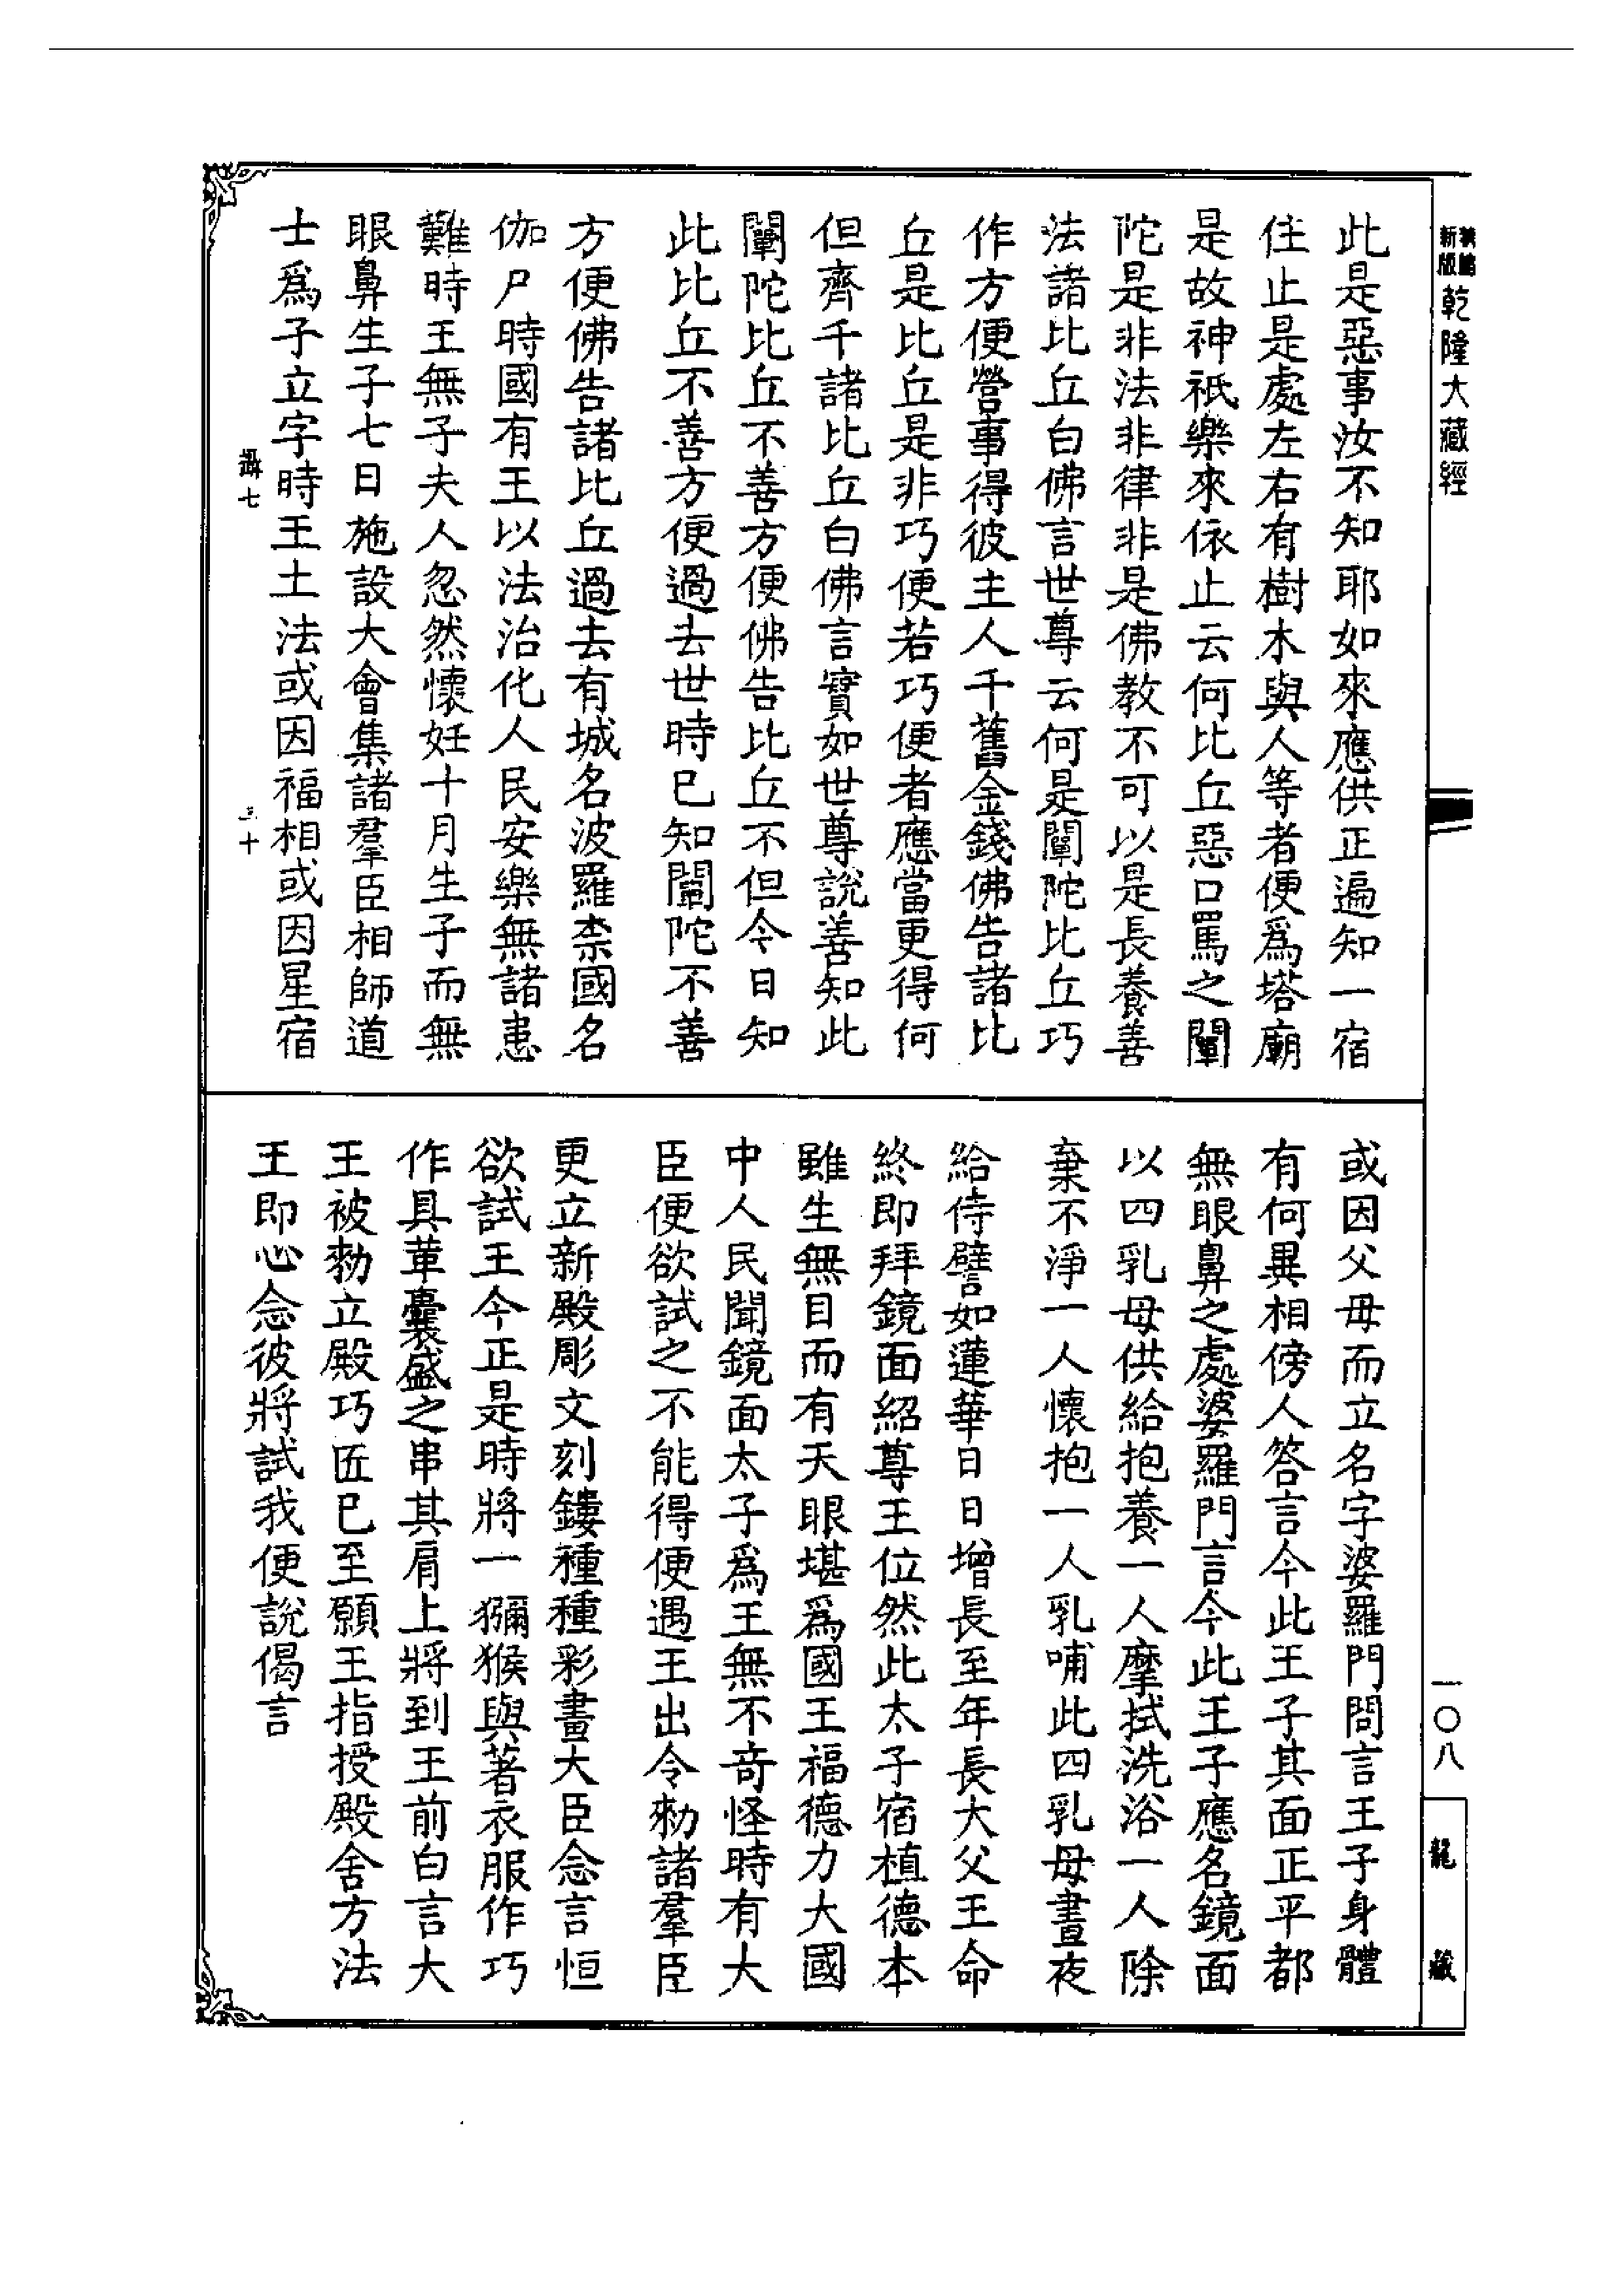 新版
乾隆大藏經
此是惡事汝不知耶如來應供正遍知一宿
住止是處左右有樹木與人等者便爲塔廟
是故神祇樂來依止云何比丘惡口罵之闡
陀是非法非律非是佛教不可以是長養善
法諸比丘白佛言世尊云何是闡陀比丘巧
作方便營事得彼主人千舊金錢佛告諸比
丘是比丘是非巧便若巧便者應當更得何
但齊千諸比丘白佛言實如世尊說善知此
闡陀比丘不善方便佛告比丘不但今日知
此比丘不善方便過去世時已知闡陀不善
方便佛告諸比丘過去有城名波羅柰國名
伽尸時國有王以法治化人民安樂無諸患
難時王無子夫人忽然懷妊十月生子而無
眼鼻生子七日施設大會集諸羣臣相師道
士爲子立字時王土法或因福相或因星宿
或因父母而立名字婆羅門問言王子身體
有何異相傍人答言今此王子其面正平都
無眼鼻之處婆羅門言今此王子應名鏡面
以四乳母供給抱養一人摩拭洗浴一人除
棄不淨一人懷抱一人乳哺此四乳母晝夜
給侍譬如蓮華日日增長至年長大父王命
終即拜鏡面紹尊王位然此太子宿植德本
雖生無目而有天眼堪爲國王福德力大國
中人民聞鏡面太子爲王無不奇怪時有大
臣便欲試之不能得便遇王出令勑諸羣臣
更立新殿彫文刻鏤種種彩畫大臣念言恒
欲試王今正是時將一獼猴與著衣服作巧
作具革囊盛之串其肩上將到王前白言大
王被勑立殿巧匠已至願王指授殿舍方法
王即心念彼將試我便說偈言
攝七
三十
一〇八
龍藏